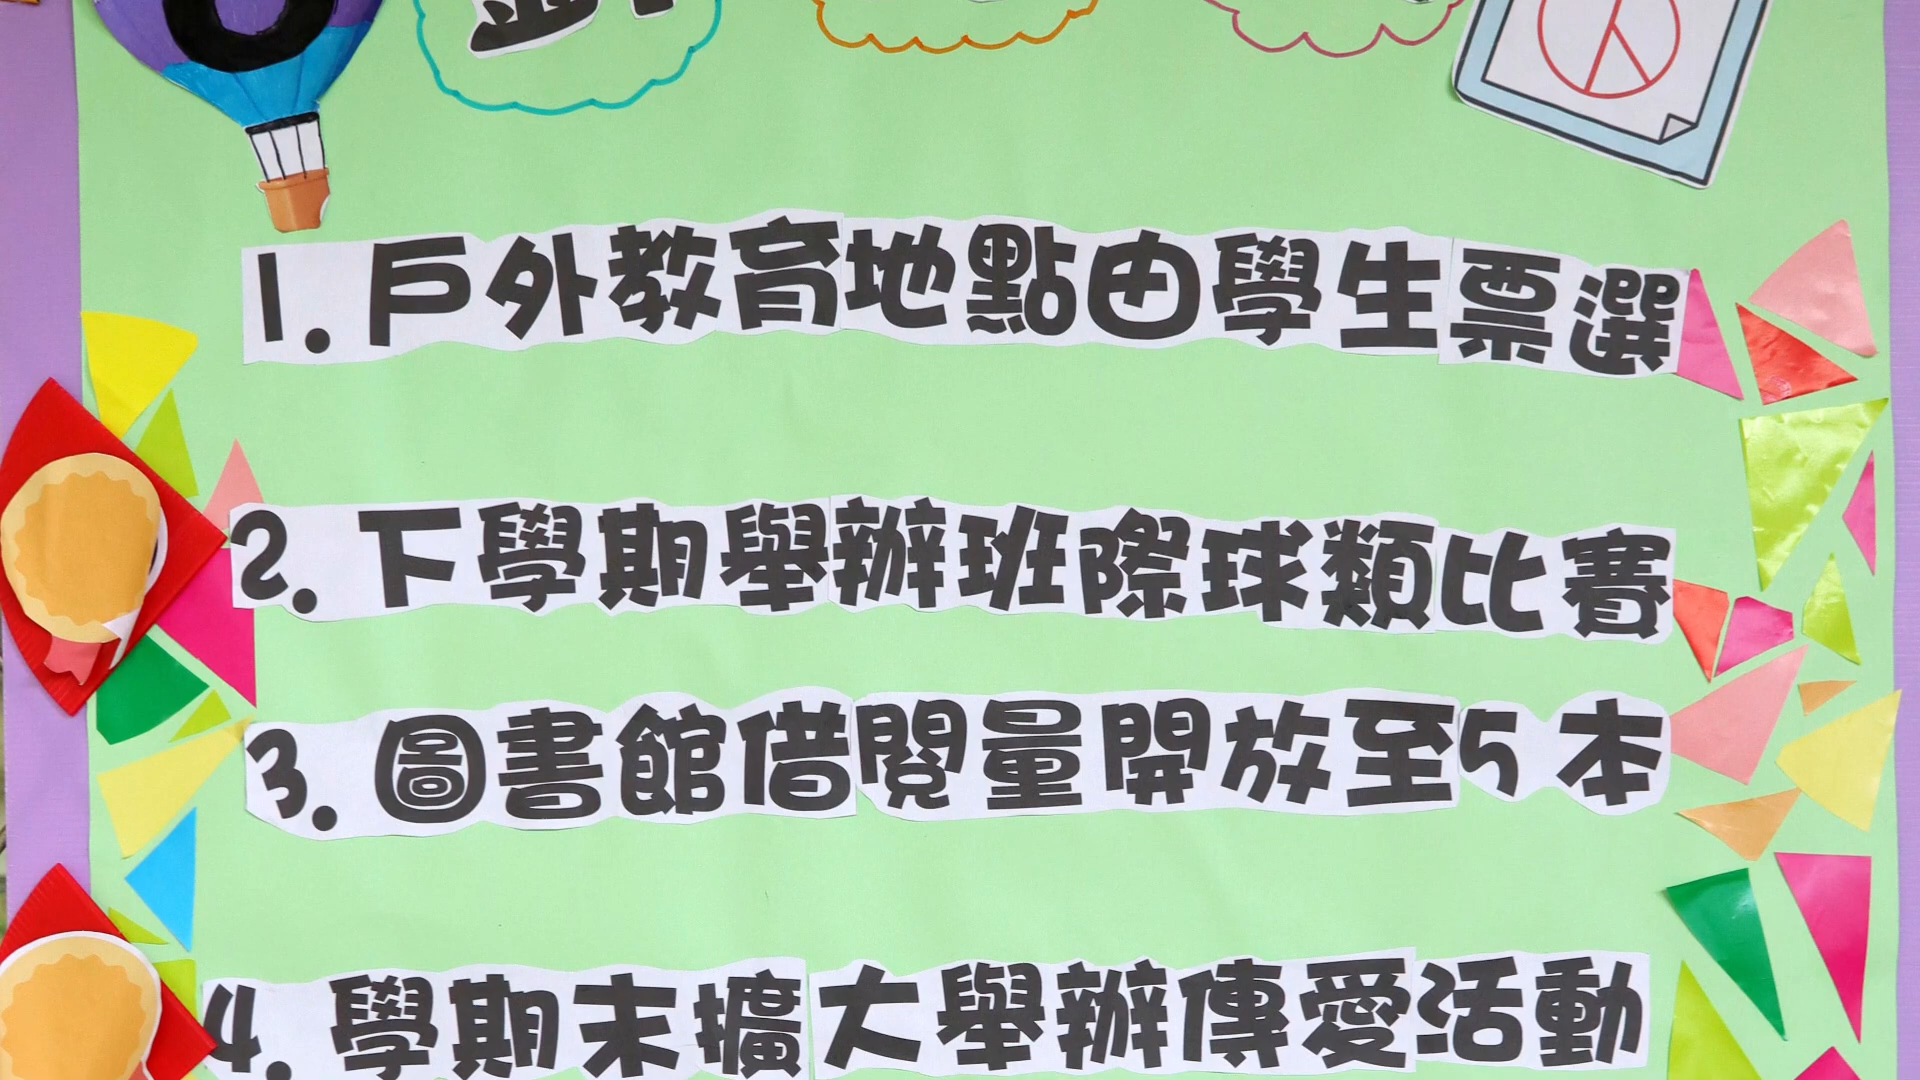 1.戶外教育地點由學生票選
2.下學期舉辦班際球類比賽
3.圖書館借閱量開放至5本
4.學期末擴大舉辦傳愛活動